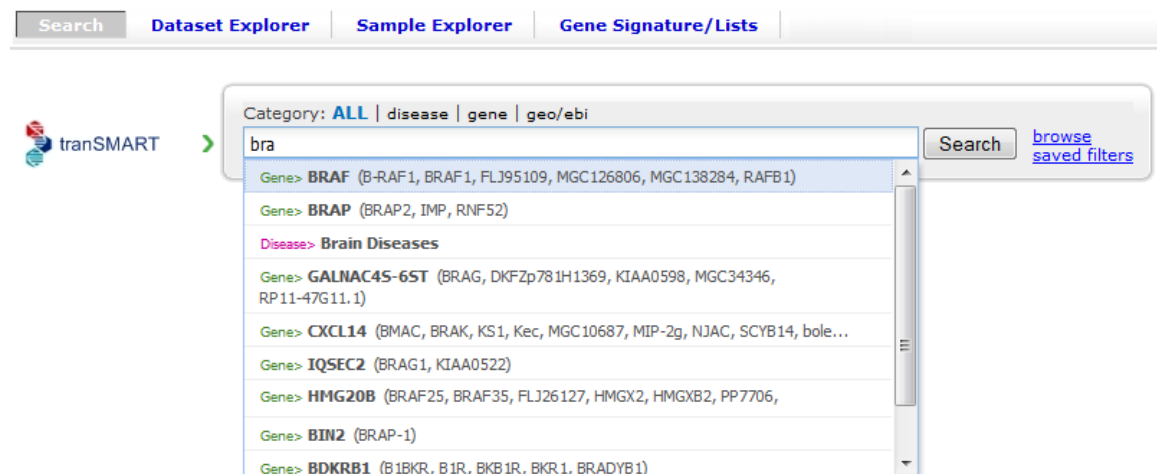 Search Dataset Explorer Sample Explorer Gene Signature/Lists
Category: ALL | disease | gene | geo/ebi
tranSMART
bra
Search
browse
saved filters
Gene> BRAF (B-RAF1, BRAF1, FLJ95109, MGC126806, MGC138284, RAFB1)
Gene> BRAP (BRAP2, IMP, RNF52)
Disease> Brain Diseases
Gene> GALNAC4S-6ST (BRAG, DKFZp781H1369, KIAA0598, MGC34346,
RP11-47G11.1)
Gene> CXCL14 (BMAC, BRAK, KS1, Kec, MGC10687, MIP-2g, NJAC, SCYB14, bole...
Gene> IQSEC2 (BRAG1, KIAA0522)
Gene> HMG20B (BRAF25, BRAF35, FLJ26127, HMGX2, HMGXB2, PP7706,
Gene> BIN2 (BRAP-1)
Gene> BDKRB1 (B1BKR, B1R, BKB1R, BKR1, BRADYB1)